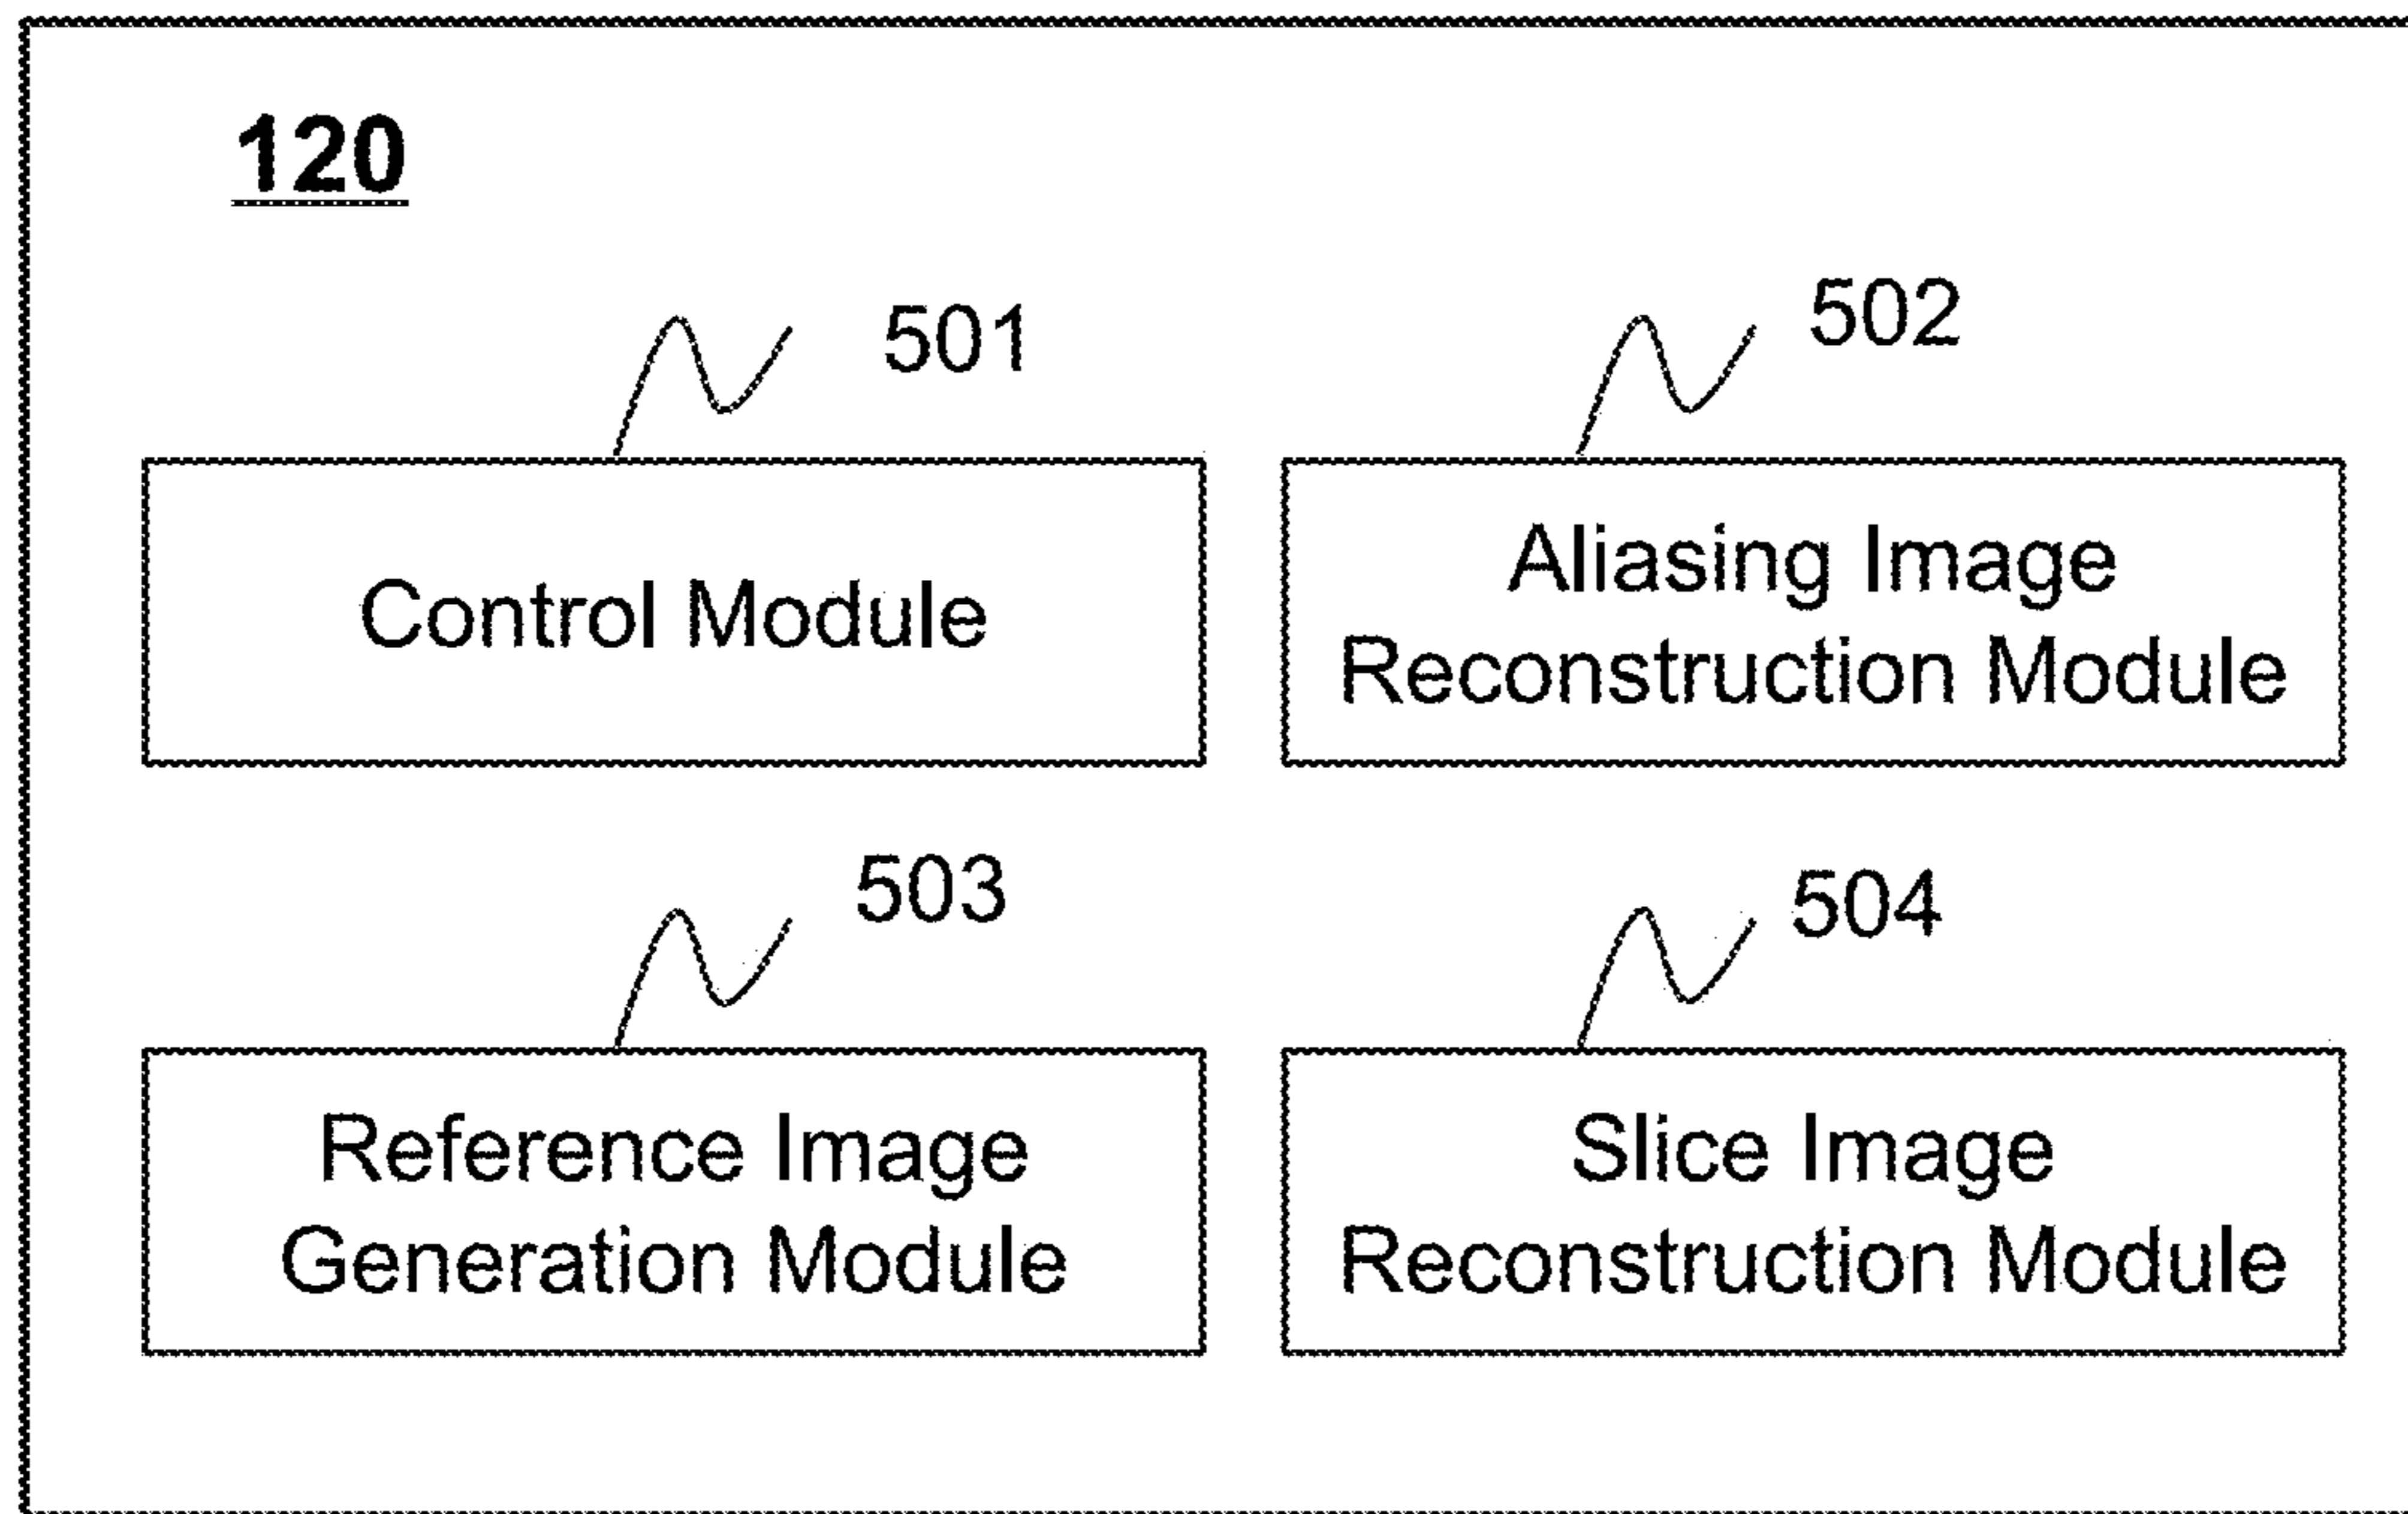 120
501
502
Control Module
Aliasing Image
Reconstruction Module
503
504
Reference Image
Generation Module
Slice Image
Reconstruction Module